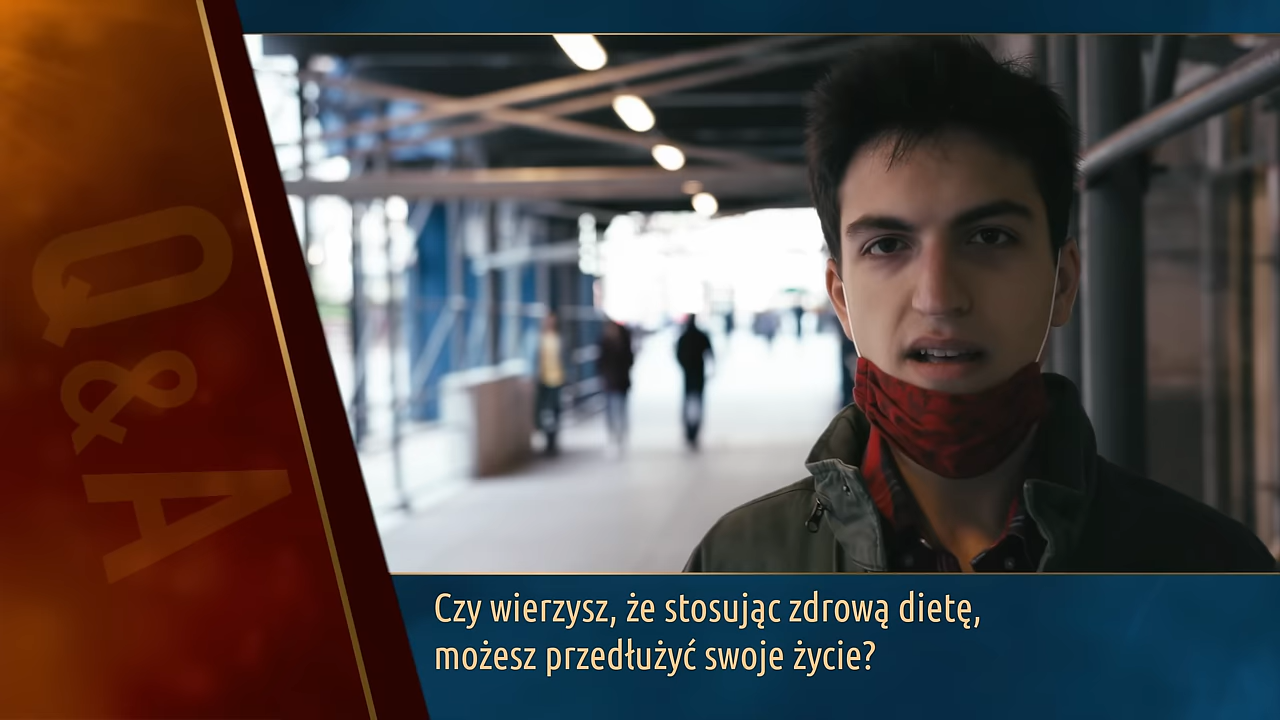 Q&A
Czy wierzysz, że stosując zdrową dietę,
możesz przedłużyć swoje życie?